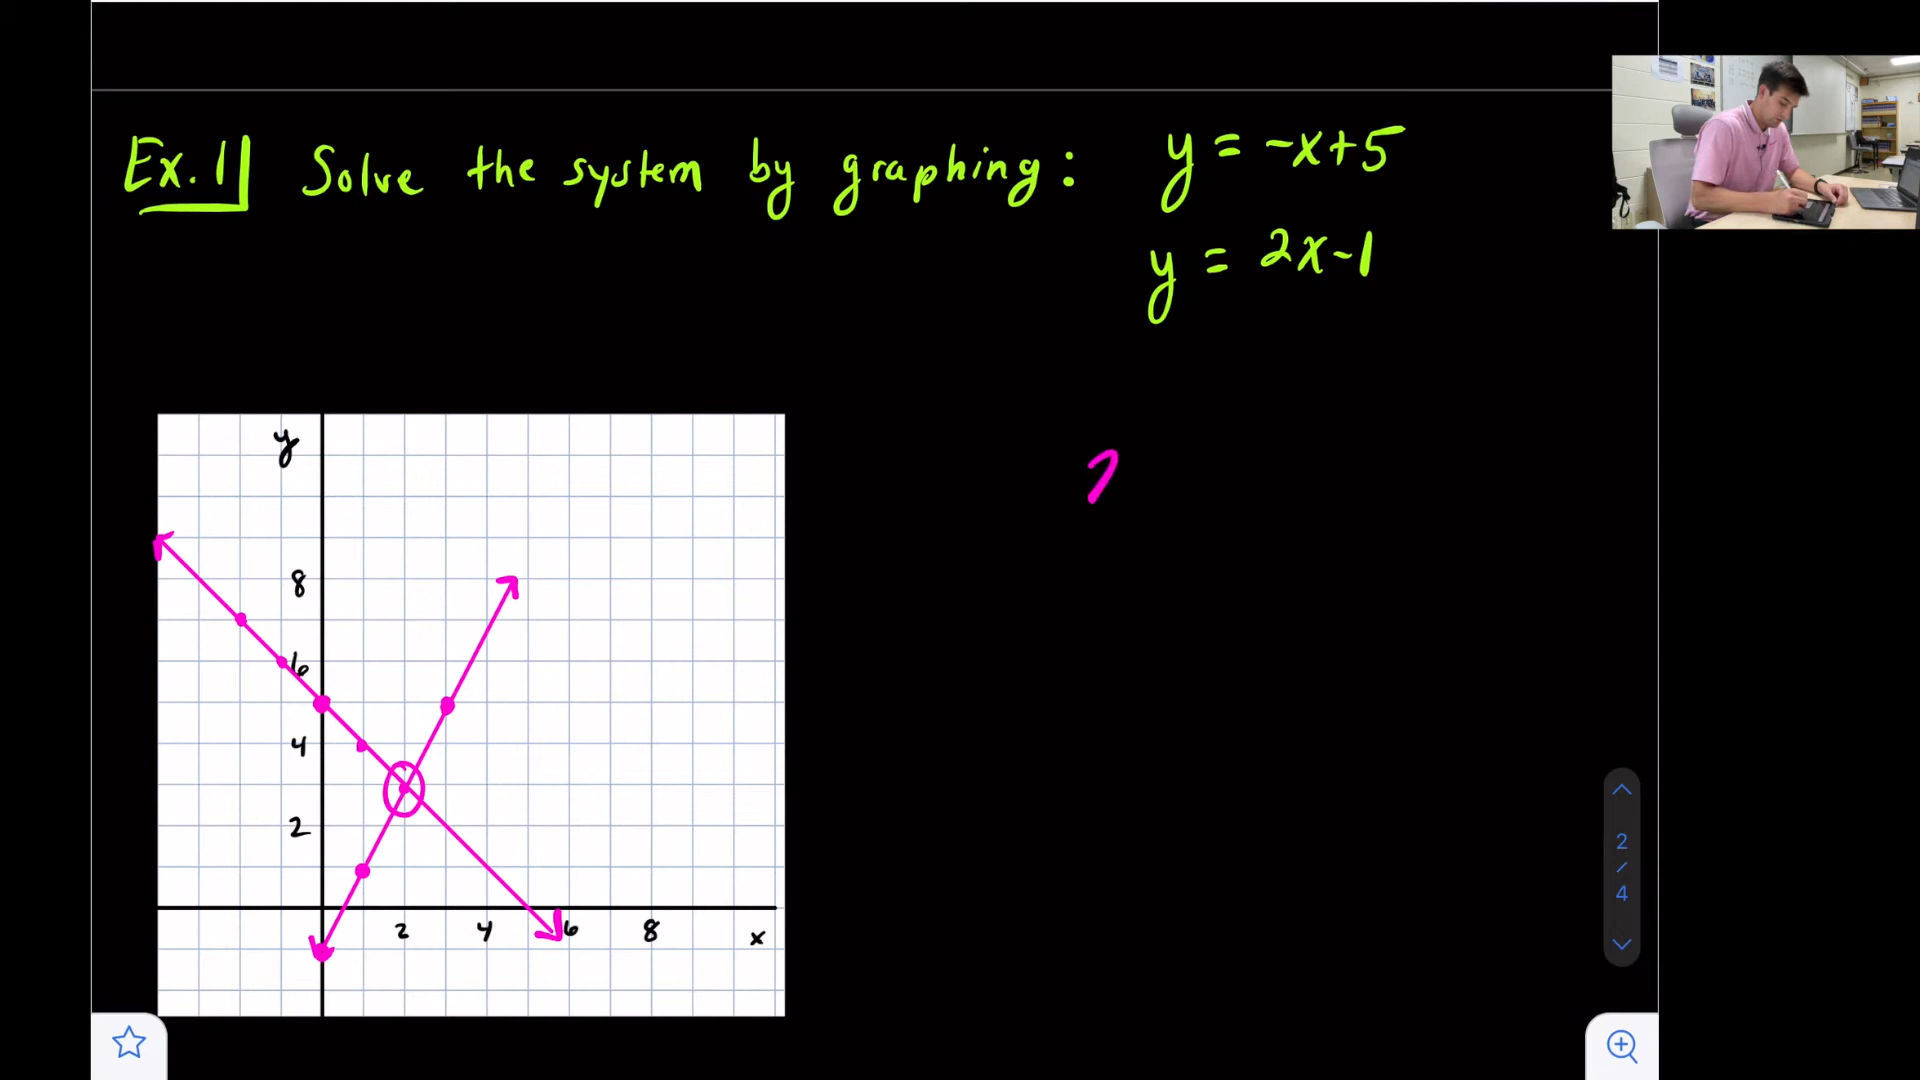 Ex. 1 Solve the system by graphing: y = -x+5
y = 2x-1
y
8
6
4
2
2 4 6 8 x
2
/
4